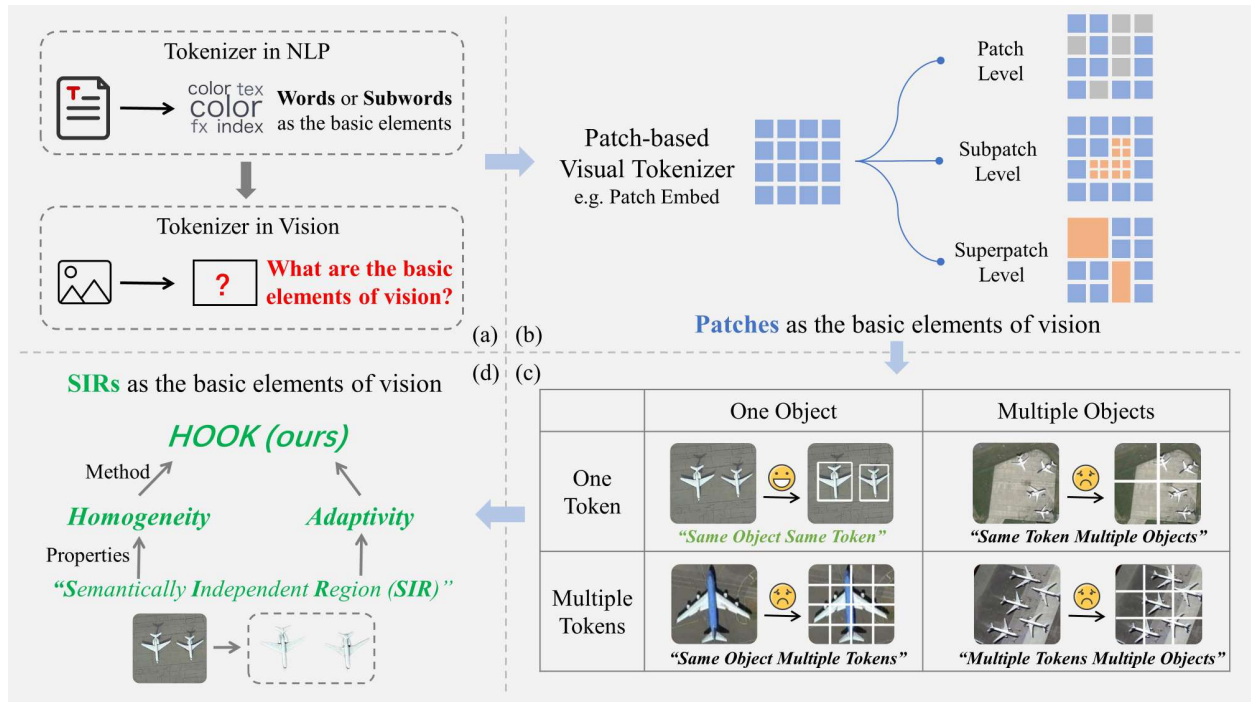 Tokenizer in NLP
T
color tex
color
fx index
Words or Subwords
as the basic elements
Tokenizer in Vision
?
What are the basic
elements of vision?
(a)
(b)
Patch-based
Visual Tokenizer
e.g. Patch Embed
Patch
Level
Subpatch
Level
Superpatch
Level
Patches as the basic elements of vision
(c)
One Object
Multiple Objects
One
Token
“Same Object Same Token”
“Same Token Multiple Objects”
Multiple
Tokens
“Same Object Multiple Tokens”
“Multiple Tokens Multiple Objects”
(d)
SIRs as the basic elements of vision
HOOK (ours)
Method
Homogeneity
Adaptivity
Properties
“Semantically Independent Region (SIR)”